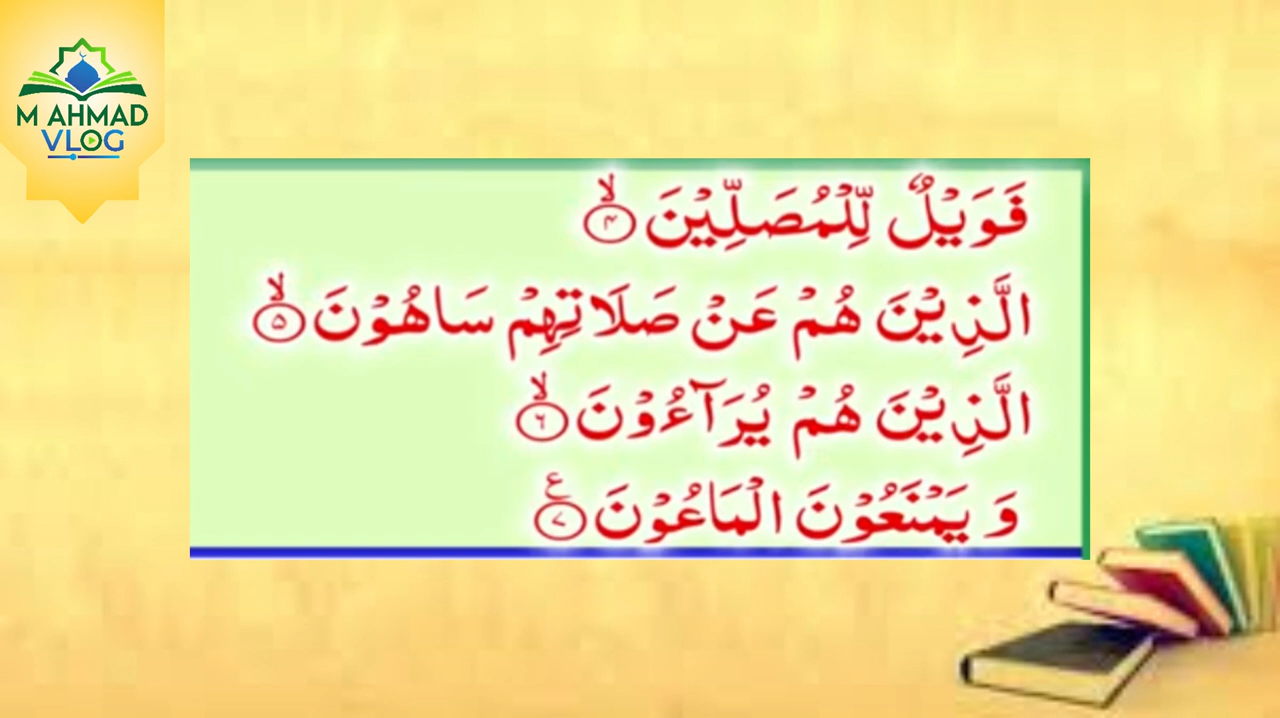 M AHMAD
VLOG
فَوَيْلٌ لِّلْمُصَلِّيْنَ ۙ﴿۴﴾
الَّذِيْنَ هُمْ عَنْ صَلَاتِهِمْ سَاهُوْنَ ۙ﴿۵﴾
الَّذِيْنَ هُمْ يُرَآءُوْنَ ۙ﴿۶﴾
وَ يَمْنَعُوْنَ الْمَاعُوْنَ ﴿۷﴾ ع